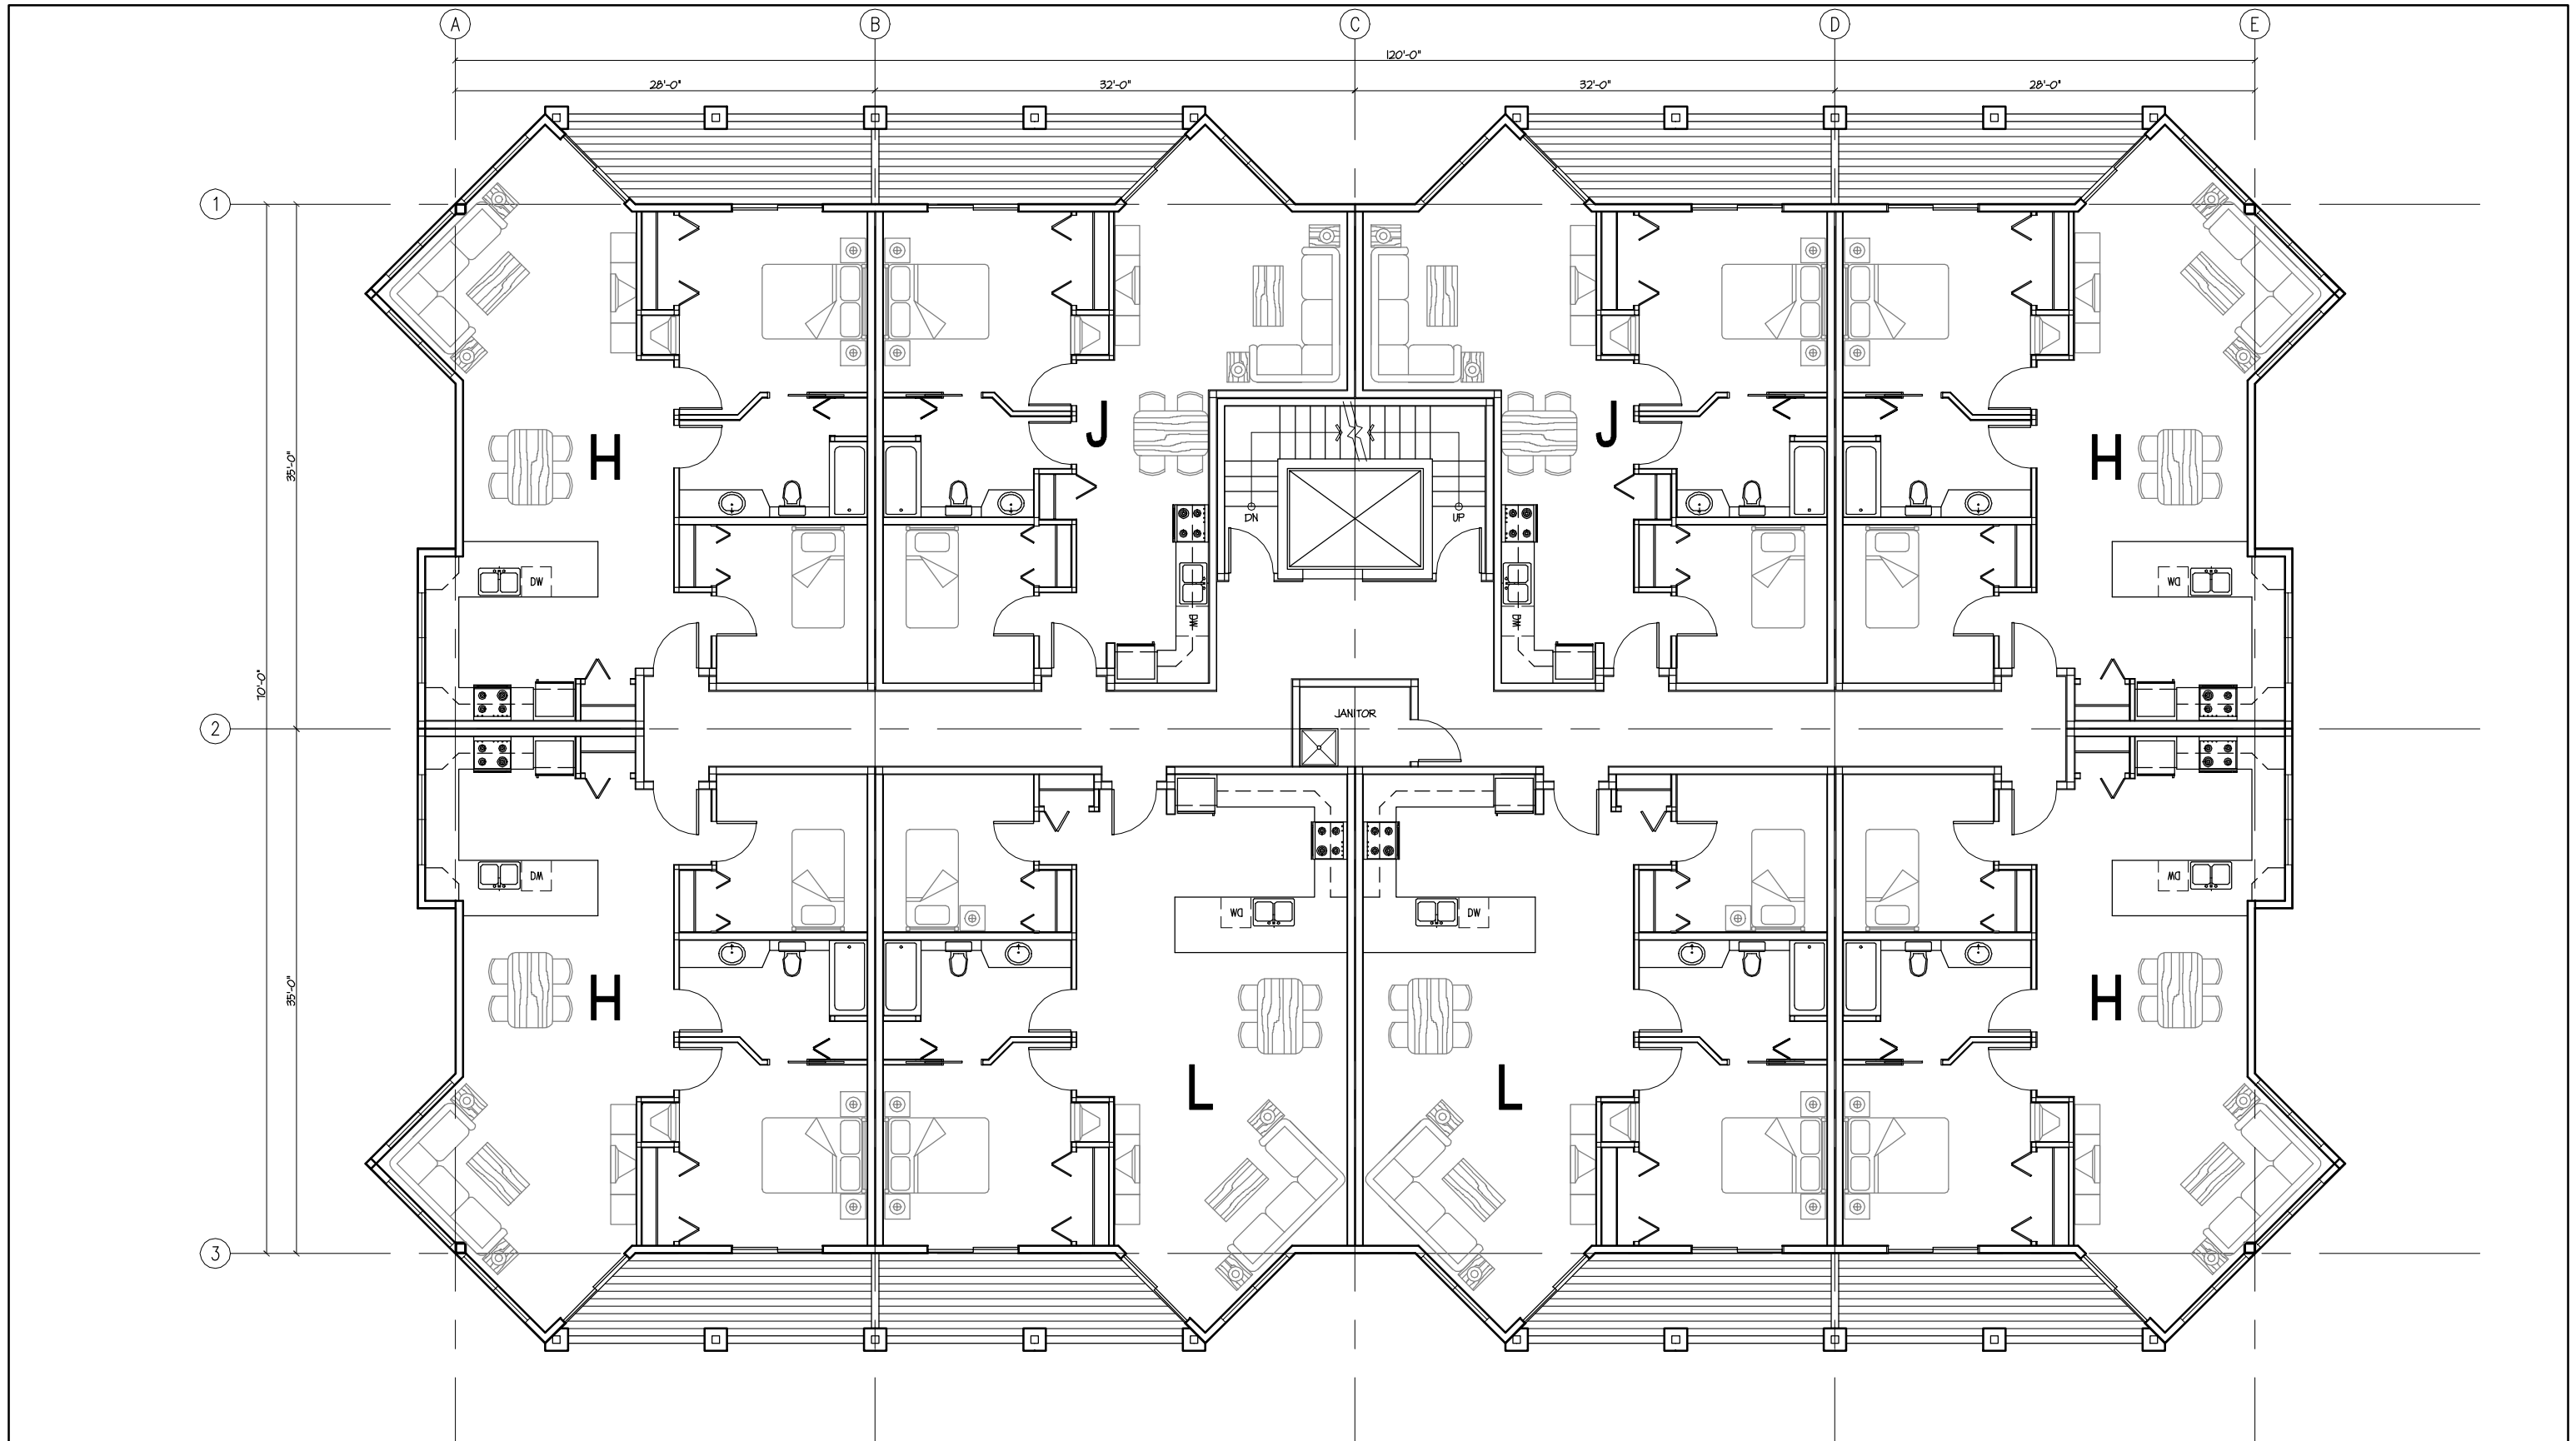 A B C D E
120'-0"
28'-0" 32'-0" 32'-0" 28'-0"
1
J J
H H
35'-0"
DN UP
DW DW
DW DW
70'-0"
2
JANITOR
DW DW
DW DW
35'-0"
H H
L L
3